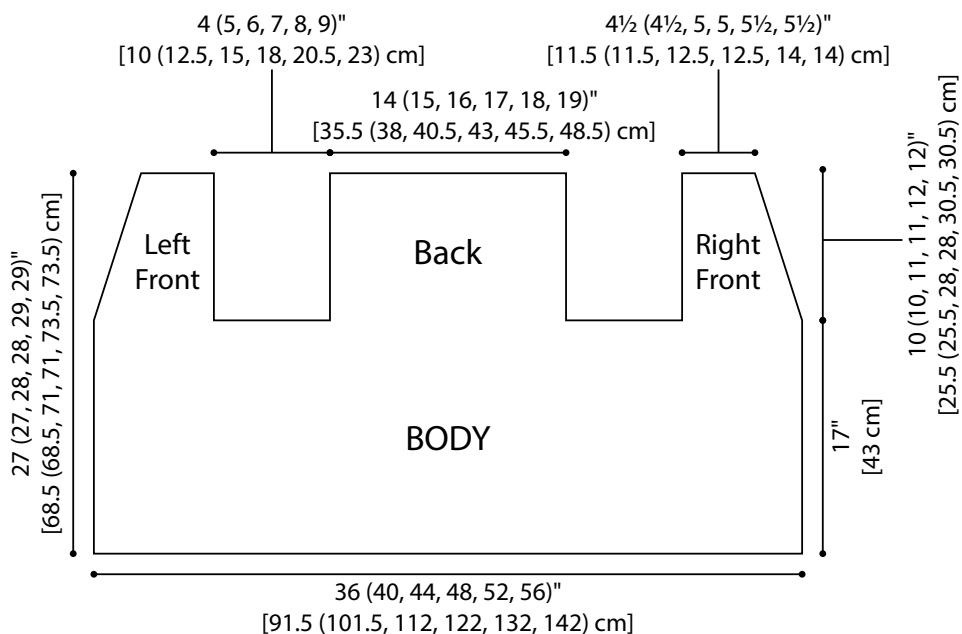 4 (5, 6, 7, 8, 9)"
[10 (12.5, 15, 18, 20.5, 23) cm]
4½ (4½, 5, 5, 5½, 5½)"
[11.5 (11.5, 12.5, 12.5, 14, 14) cm]
14 (15, 16, 17, 18, 19)"
[35.5 (38, 40.5, 43, 45.5, 48.5) cm]
Left
Front
Back
Right
Front
10 (10, 11, 11, 12, 12)"
[25.5 (25.5, 28, 28, 30.5, 30.5) cm]
27 (27, 28, 28, 29, 29)"
[68.5 (68.5, 71, 71, 73.5, 73.5) cm]
BODY
17"
[43 cm]
36 (40, 44, 48, 52, 56)"
[91.5 (101.5, 112, 122, 132, 142) cm]